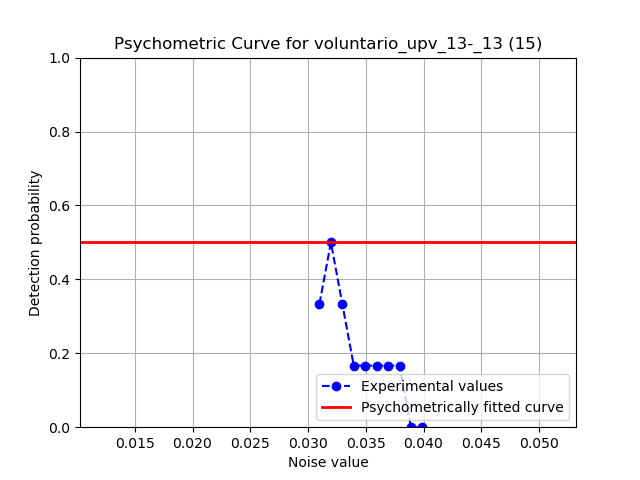 Psychometric Curve for voluntario_upv_13-_13 (15)
1.0
0.8
0.6
0.4
0.2
0.0
Detection probability
Experimental values
Psychometrically fitted curve
0.015 0.020 0.025 0.030 0.035 0.040 0.045 0.050
Noise value